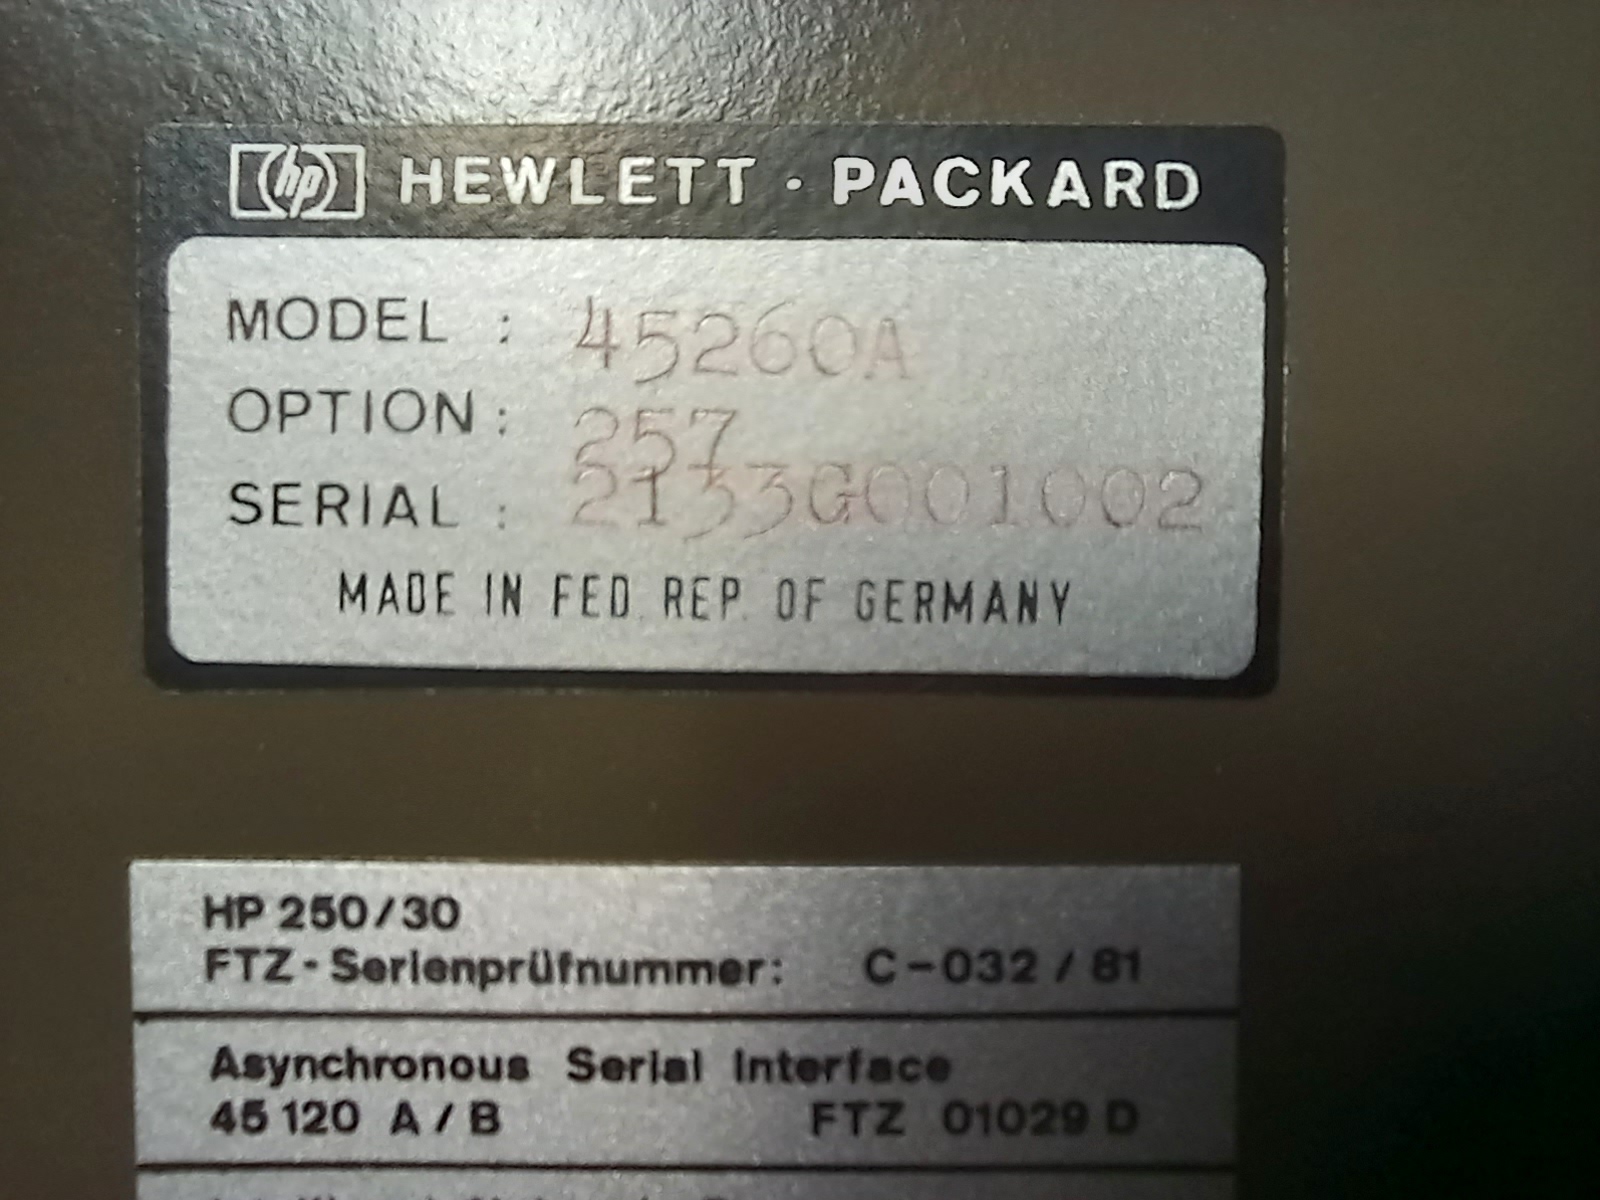 hp HEWLETT · PACKARD
MODEL : 45260A
OPTION : 257
SERIAL : 2133G001002
MADE IN FED. REP. OF GERMANY
HP 250/30
FTZ-Serienprüfnummer: C-032 / 81
Asynchronous Serial Interface
45 120 A / B FTZ 01029 D